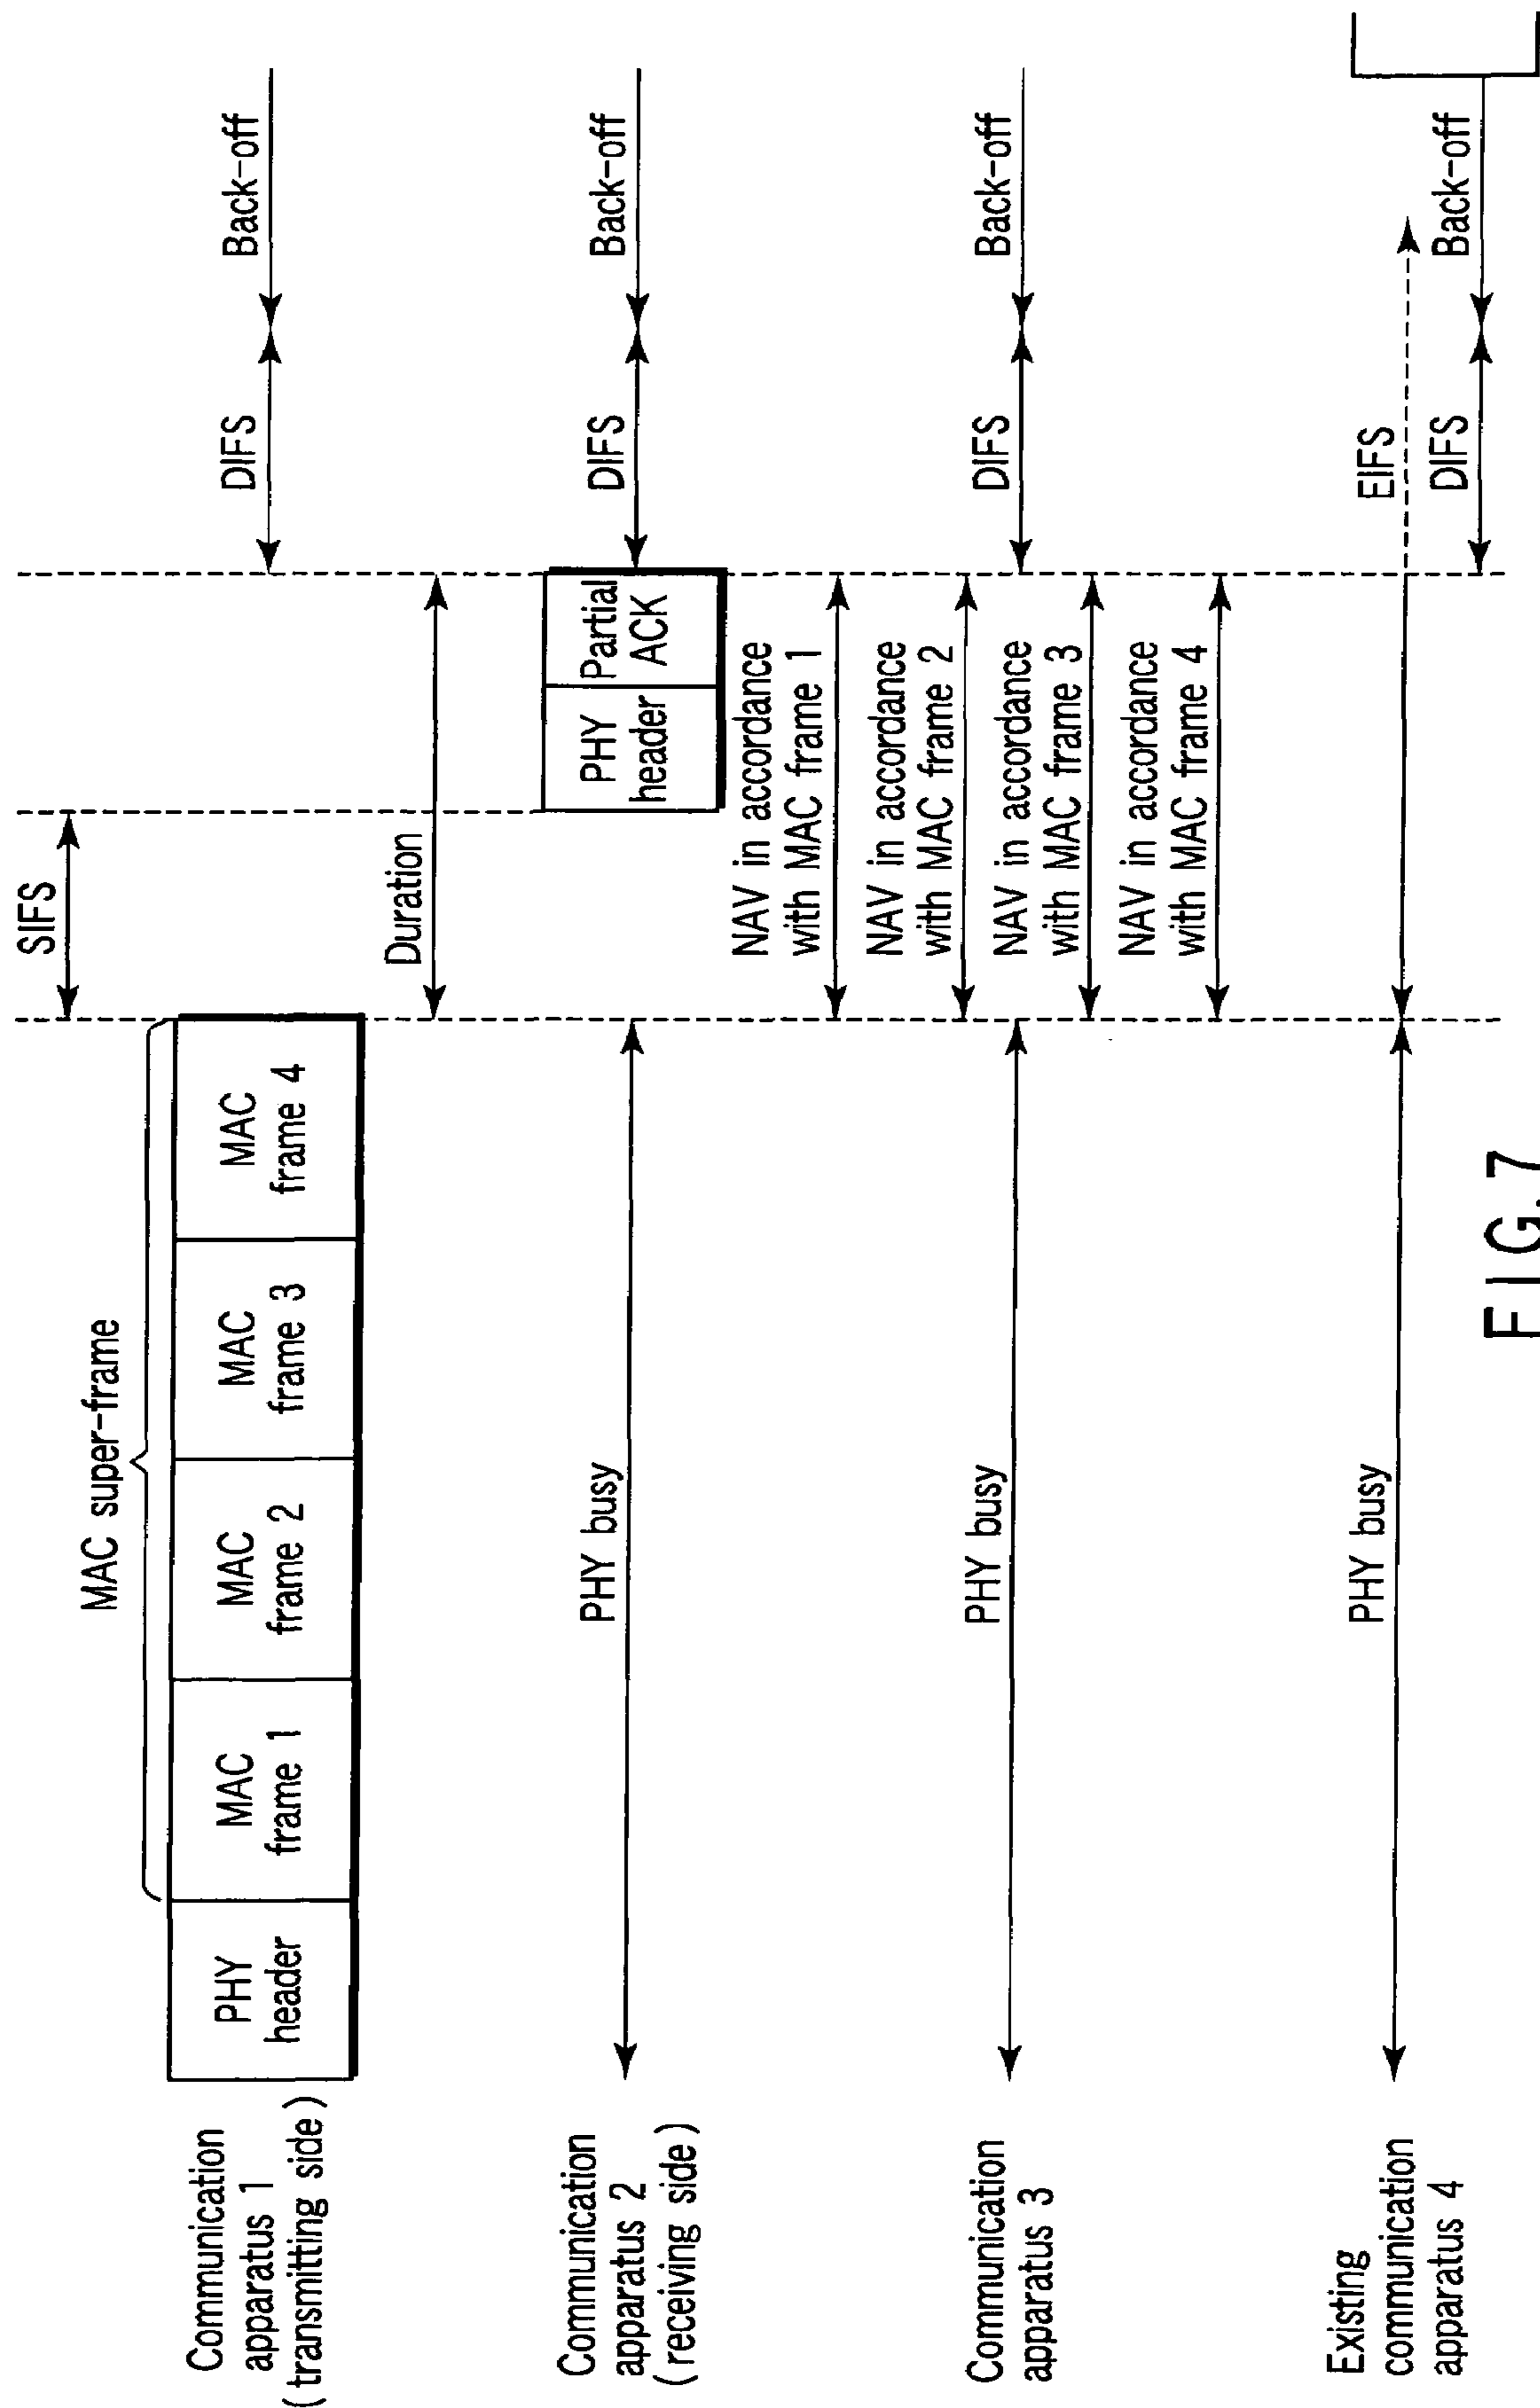 SIFS
MAC super-frame
Communication
apparatus 1
(transmitting side)
PHY
header
MAC
frame 1
MAC
frame 2
MAC
frame 3
MAC
frame 4
DIFS
Back-off
Duration
Communication
apparatus 2
(receiving side)
PHY busy
PHY
header
Partial
ACK
DIFS
Back-off
NAV in accordance
with MAC frame 1
NAV in accordance
with MAC frame 2
Communication
apparatus 3
PHY busy
NAV in accordance
with MAC frame 3
DIFS
Back-off
NAV in accordance
with MAC frame 4
Existing
communication
apparatus 4
PHY busy
EIFS
DIFS
Back-off
FIG. 7